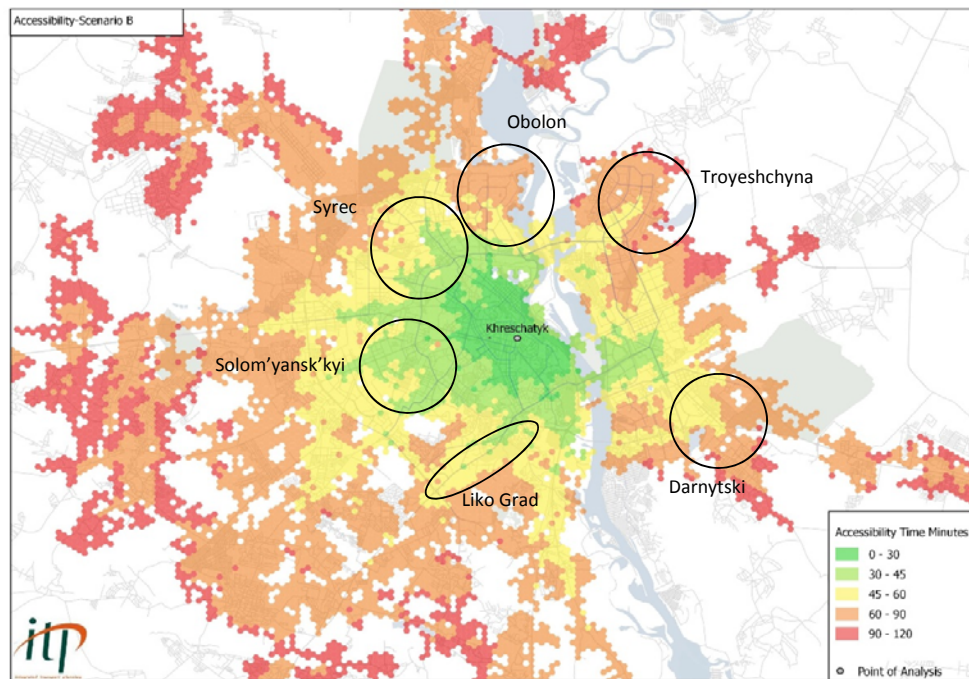 Accessibility-Scenario B
Obolon
Troyeshchyna
Syrec
Khreschatyk
Solom’yansk’kyi
Darnytski
Liko Grad
Accessibility Time Minutes
0 - 30
30 - 45
45 - 60
60 - 90
90 - 120
Point of Analysis
itp